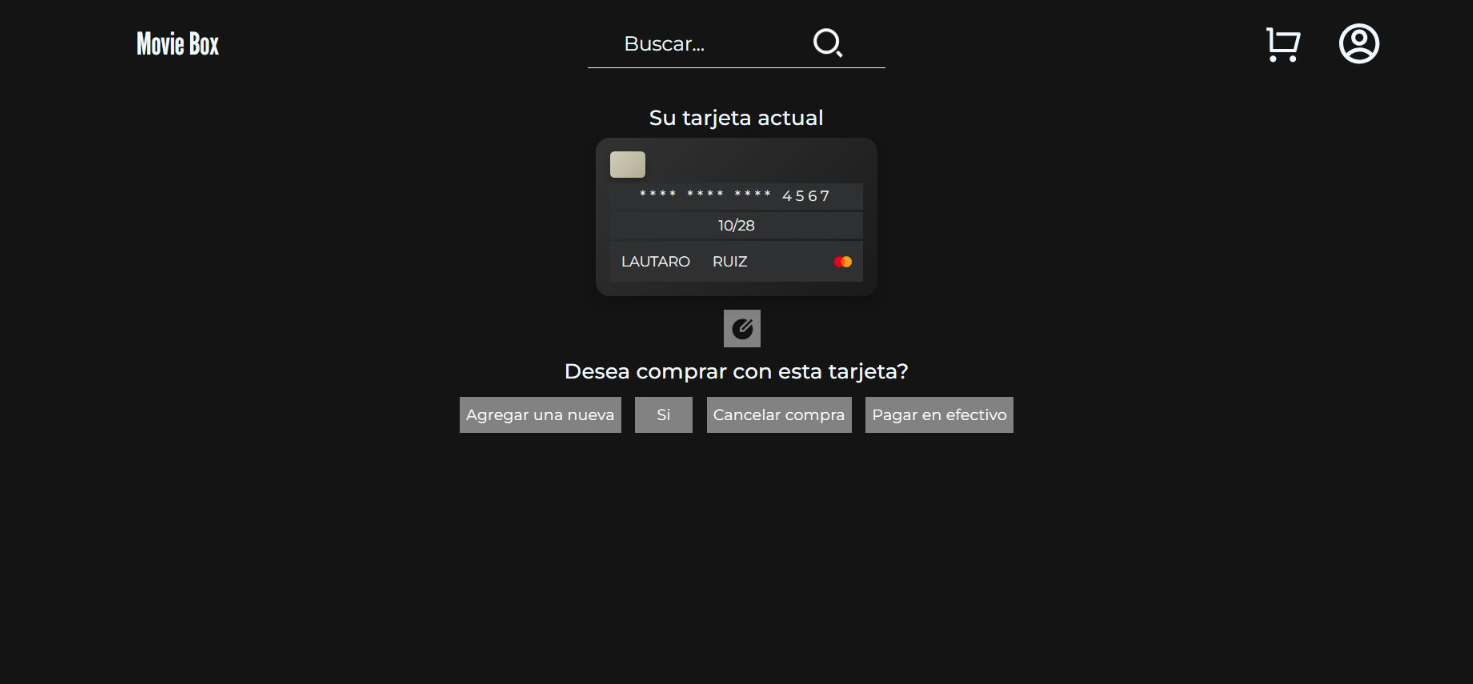 Movie Box
Buscar...
Su tarjeta actual
**** **** **** 4567
10/28
LAUTARO RUIZ
Desea comprar con esta tarjeta?
Agregar una nueva Si Cancelar compra Pagar en efectivo